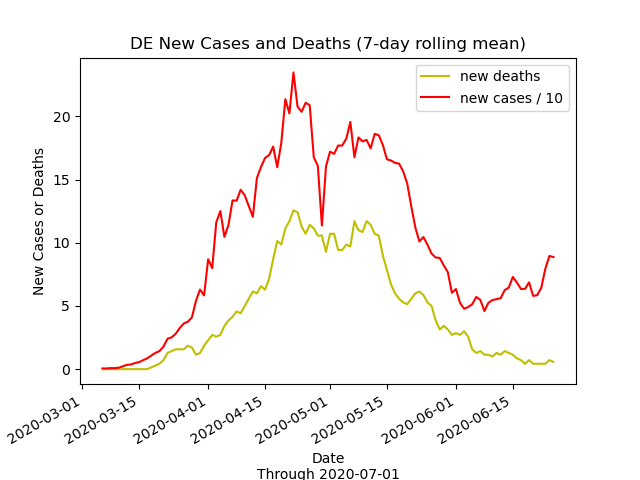 DE New Cases and Deaths (7-day rolling mean)
new deaths
new cases / 10
New Cases or Deaths
20
15
10
5
0
2020-03-01
2020-03-15
2020-04-01
2020-04-15
2020-05-01
2020-05-15
2020-06-01
2020-06-15
Date
Through 2020-07-01